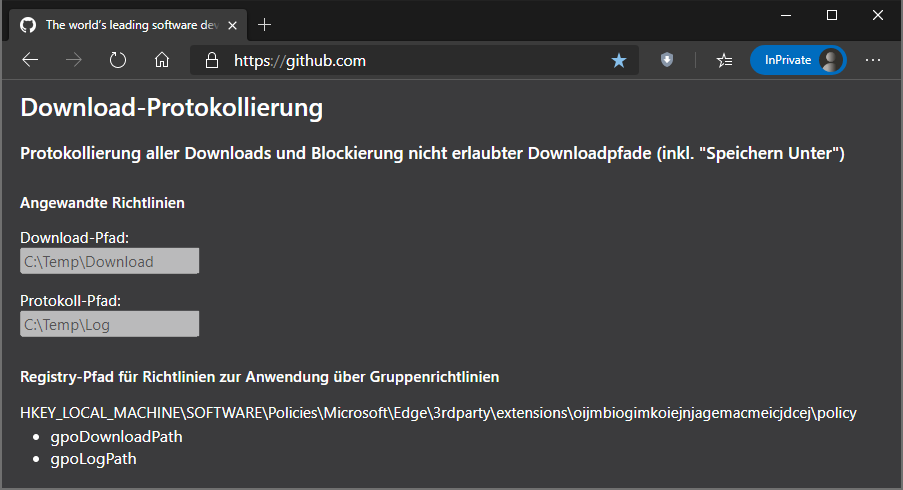 The world's leading software dev
https://github.com
InPrivate
Download-Protokollierung
Protokollierung aller Downloads und Blockierung nicht erlaubter Downloadpfade (inkl. "Speichern Unter")
Angewandte Richtlinien
Download-Pfad:
C:\Temp\Download
Protokoll-Pfad:
C:\Temp\Log
Registry-Pfad für Richtlinien zur Anwendung über Gruppenrichtlinien
HKEY_LOCAL_MACHINE\SOFTWARE\Policies\Microsoft\Edge\3rdparty\extensions\oijmbiogimkoiejnjagemacmeicjdcej\policy
• gpoDownloadPath
• gpoLogPath